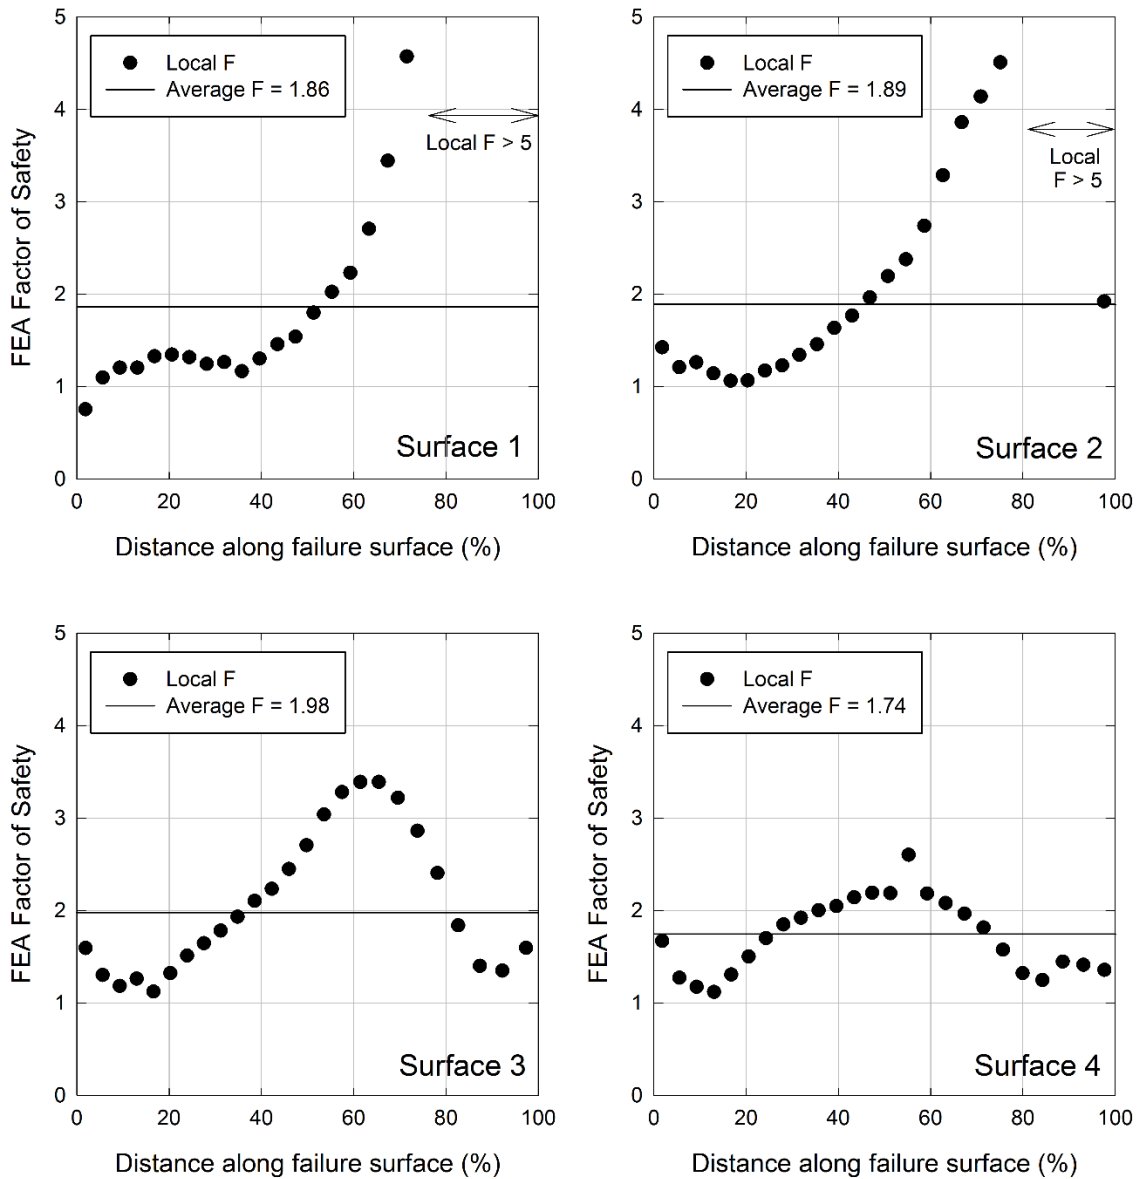 5
4
3
2
1
0
FEA Factor of Safety
Local F
Average F = 1.86
Local F > 5
Surface 1
0 20 40 60 80 100
Distance along failure surface (%)
5
4
3
2
1
0
FEA Factor of Safety
Local F
Average F = 1.89
Local
F > 5
Surface 2
0 20 40 60 80 100
Distance along failure surface (%)
5
4
3
2
1
0
FEA Factor of Safety
Local F
Average F = 1.98
Surface 3
0 20 40 60 80 100
Distance along failure surface (%)
5
4
3
2
1
0
FEA Factor of Safety
Local F
Average F = 1.74
Surface 4
0 20 40 60 80 100
Distance along failure surface (%)